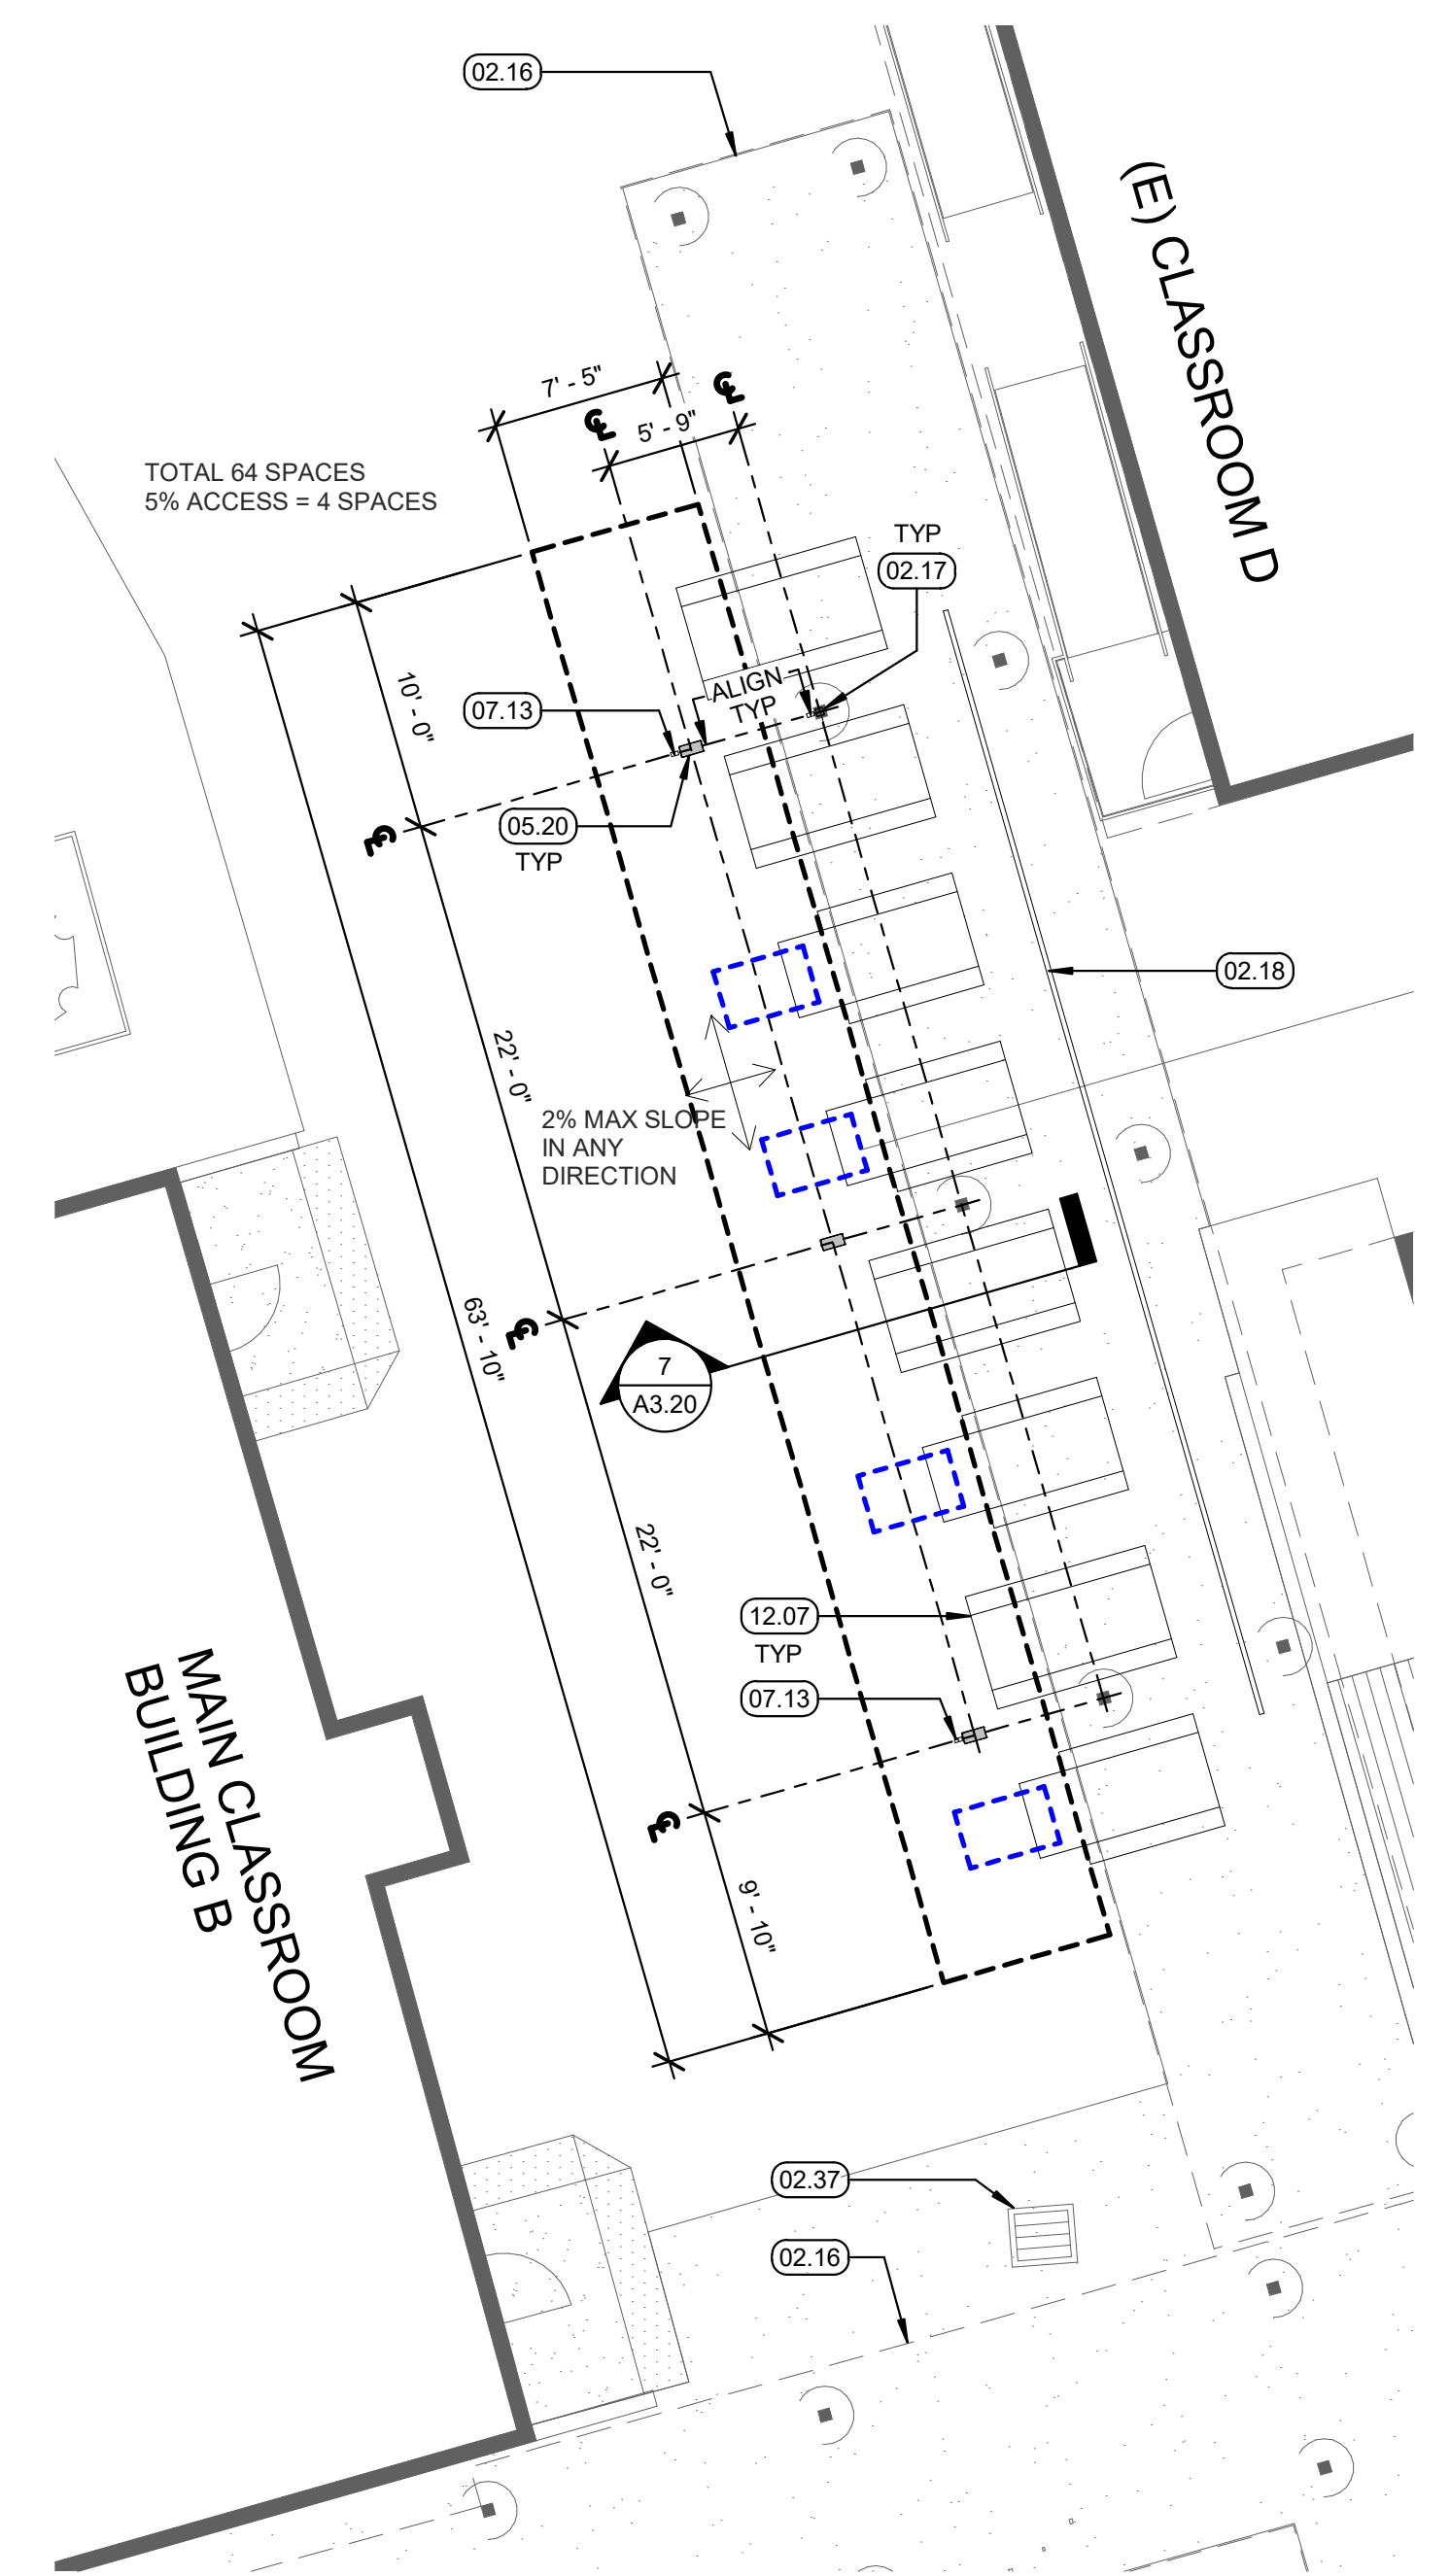 02.16
(E) CLASSROOM D
7' - 5"
5' - 9"
TOTAL 64 SPACES
5% ACCESS = 4 SPACES
TYP
02.17
ALIGN
TYP
10' - 0"
07.13
05.20
TYP
02.18
22' - 0"
2% MAX SLOPE
IN ANY
DIRECTION
63' - 10"
7
A3.20
22' - 0"
12.07
TYP
07.13
MAIN CLASSROOM
BUILDING B
9' - 10"
02.37
02.16